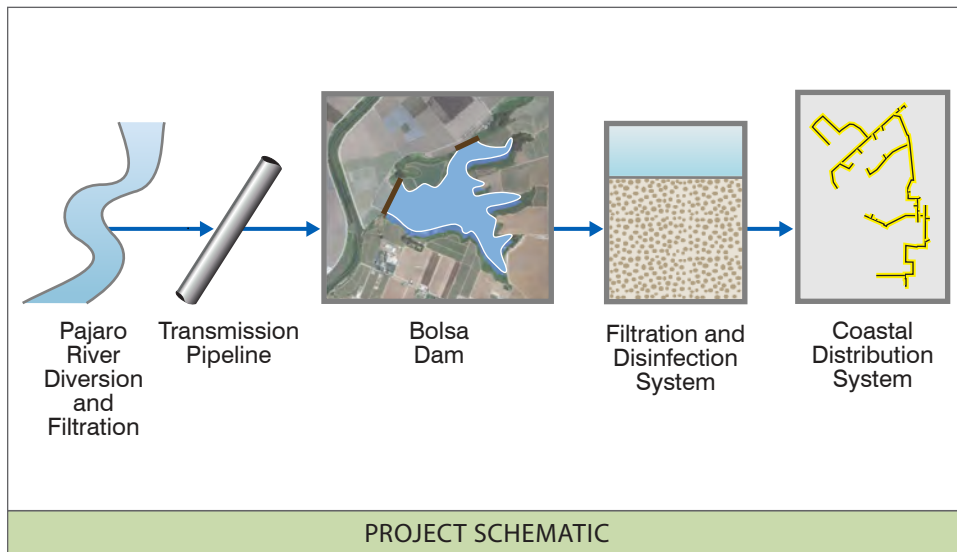 Pajaro
River
Diversion
and
Filtration
Transmission
Pipeline
Bolsa
Dam
Filtration and
Disinfection
System
Coastal
Distribution
System
PROJECT SCHEMATIC